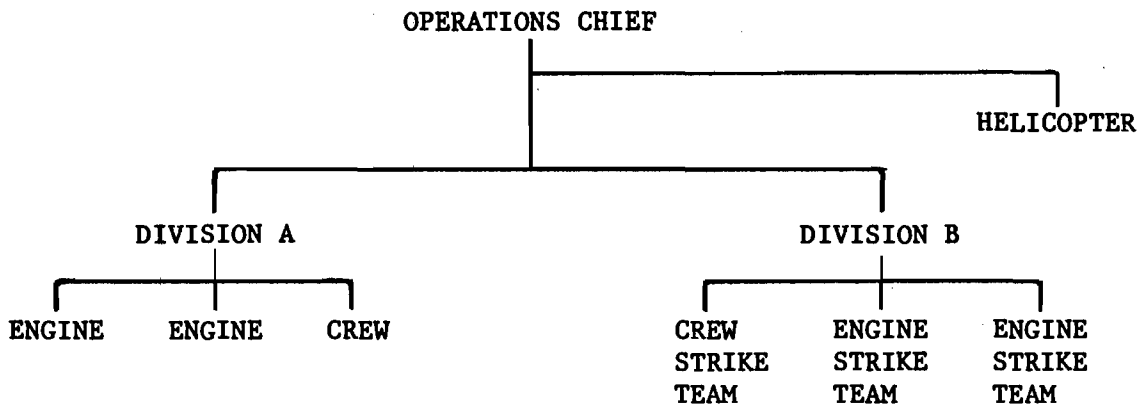 OPERATIONS CHIEF
HELICOPTER
DIVISION A DIVISION B
ENGINE ENGINE CREW CREW ENGINE ENGINE
STRIKE STRIKE STRIKE
TEAM TEAM TEAM